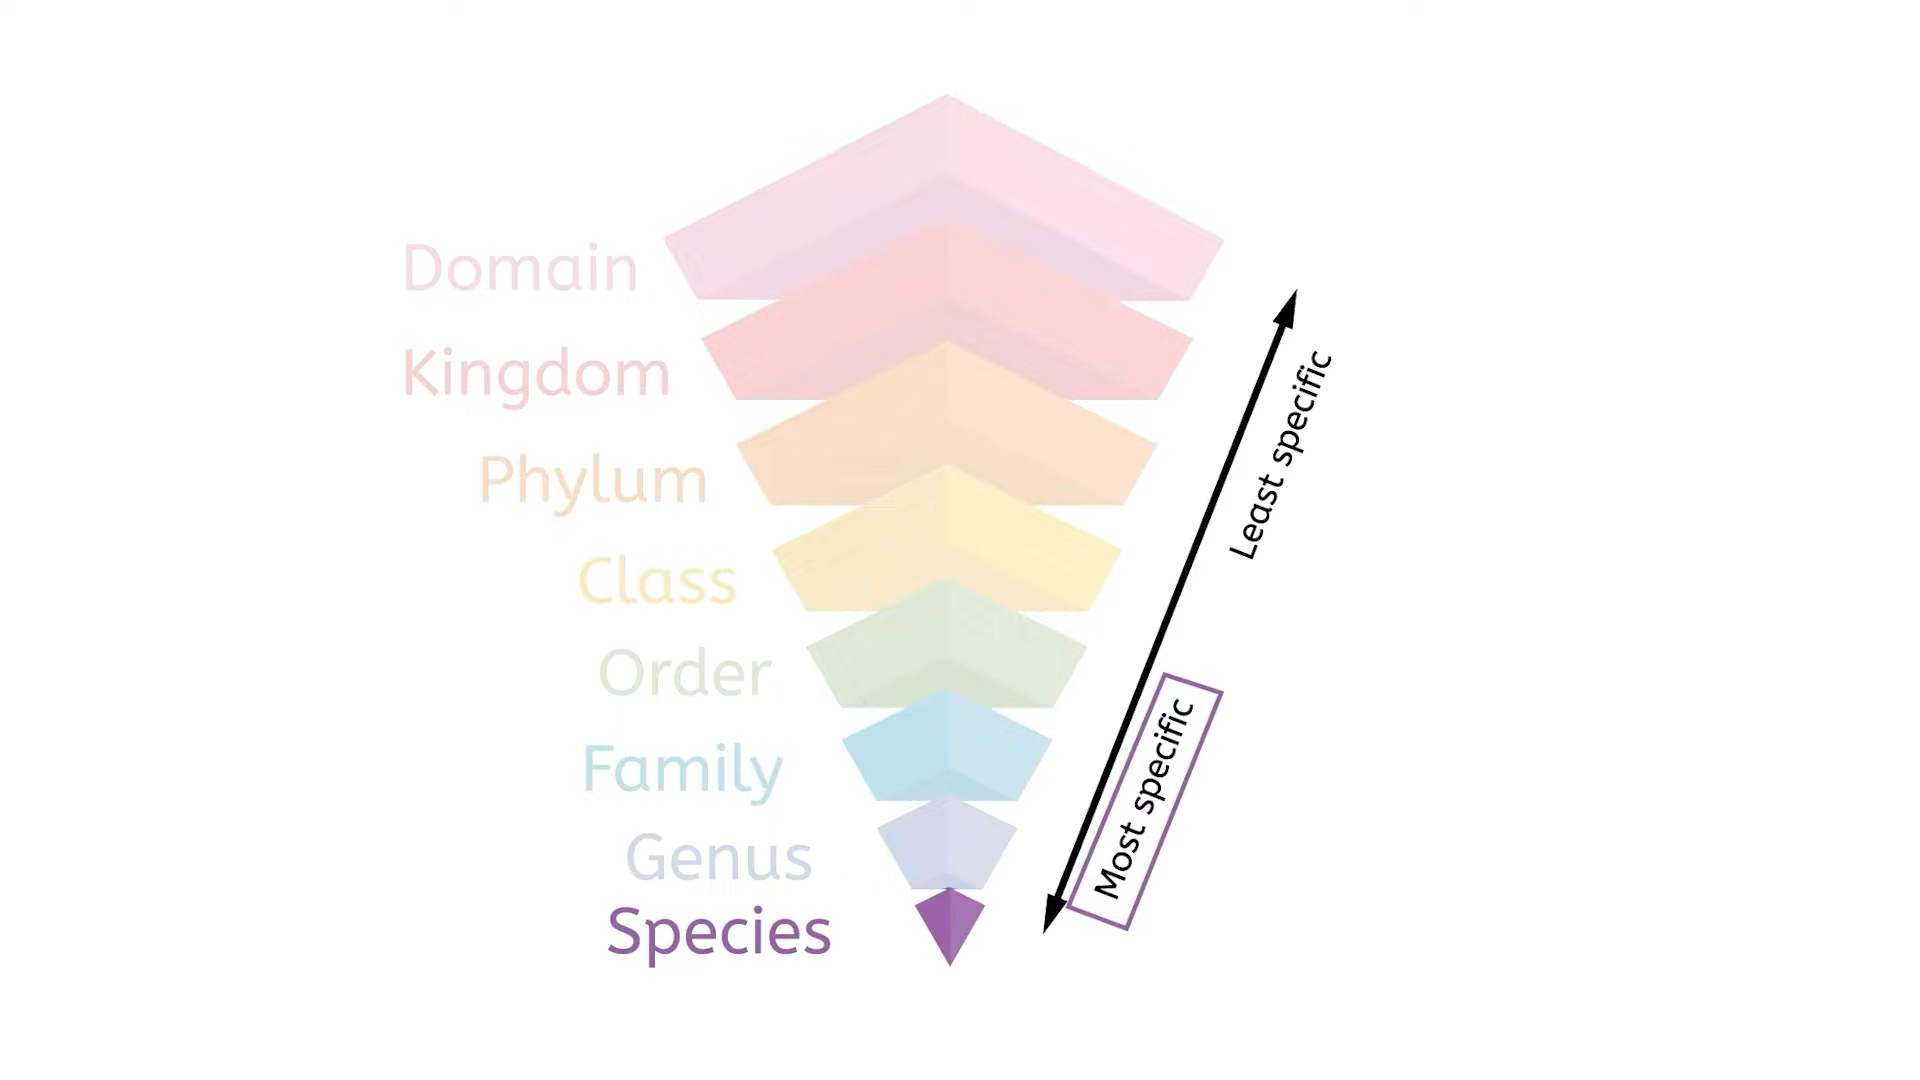 Domain
Kingdom
Phylum
Class
Order
Family
Genus
Species
Least specific
Most specific